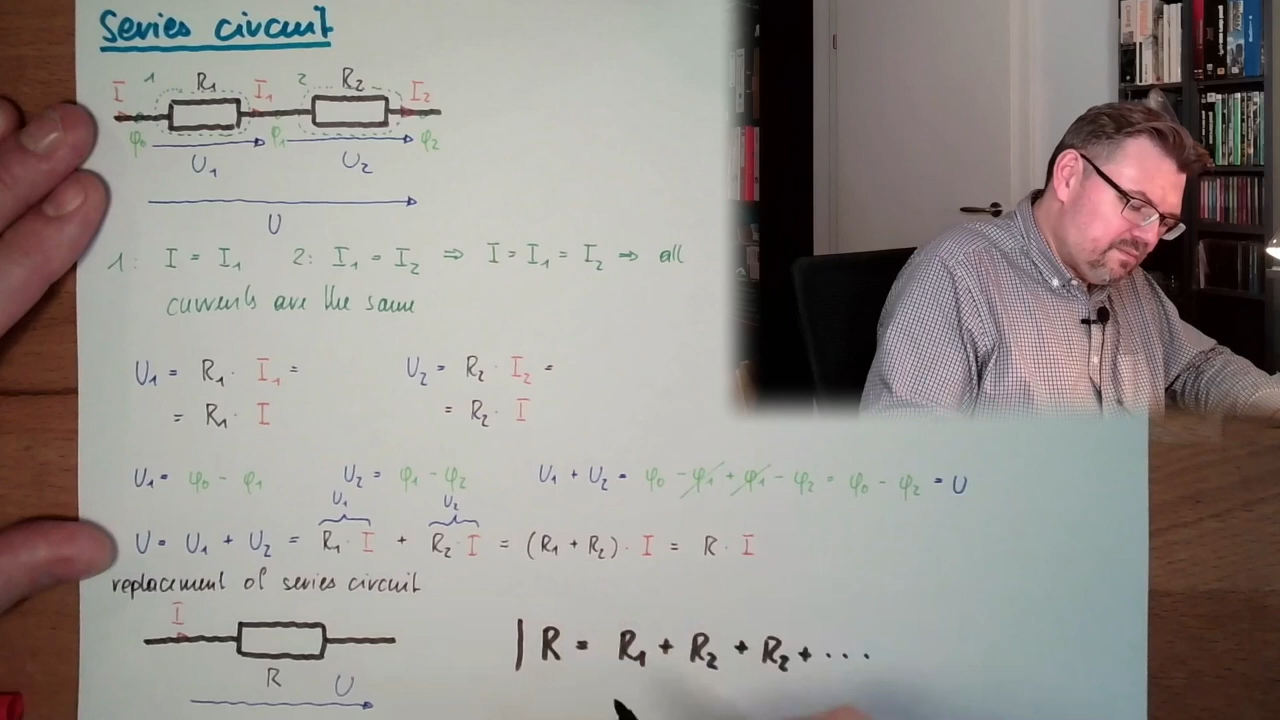 Series circuit
I 1 R₁ I₁ 2 R₂ I₂
φ₀ φ₁ φ₂
U₁ U₂
U
1: I = I₁ 2: I₁ = I₂ ⇒ I = I₁ = I₂ ⇒ all
currents are the same
U₁ = R₁ · I₁ = U₂ = R₂ · I₂ =
= R₁ · I = R₂ · I
U₁ = φ₀ - φ₁ U₂ = φ₁ - φ₂ U₁ + U₂ = φ₀ - φ₁ + φ₁ - φ₂ = φ₀ - φ₂ = U
U₁ U₂
U = U₁ + U₂ = R₁ · I + R₂ · I = (R₁ + R₂) · I = R · I
replacement of series circuit
I
R = R₁ + R₂ + R₂ + ...
R U